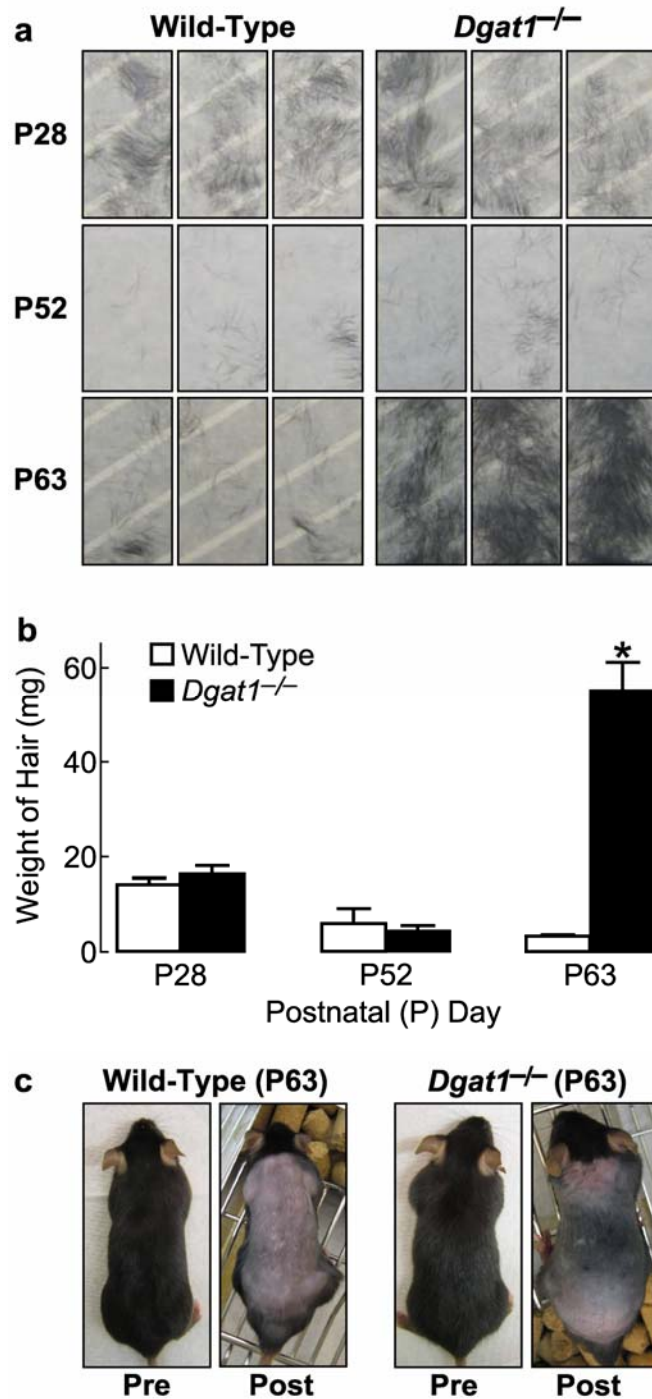 a
Wild-Type Dgat1–/–
P28
P52
P63
b
Wild-Type
Dgat1–/–
Weight of Hair (mg)
60
40
20
0
*
P28 P52 P63
Postnatal (P) Day
c
Wild-Type (P63) Dgat1–/– (P63)
Pre Post Pre Post